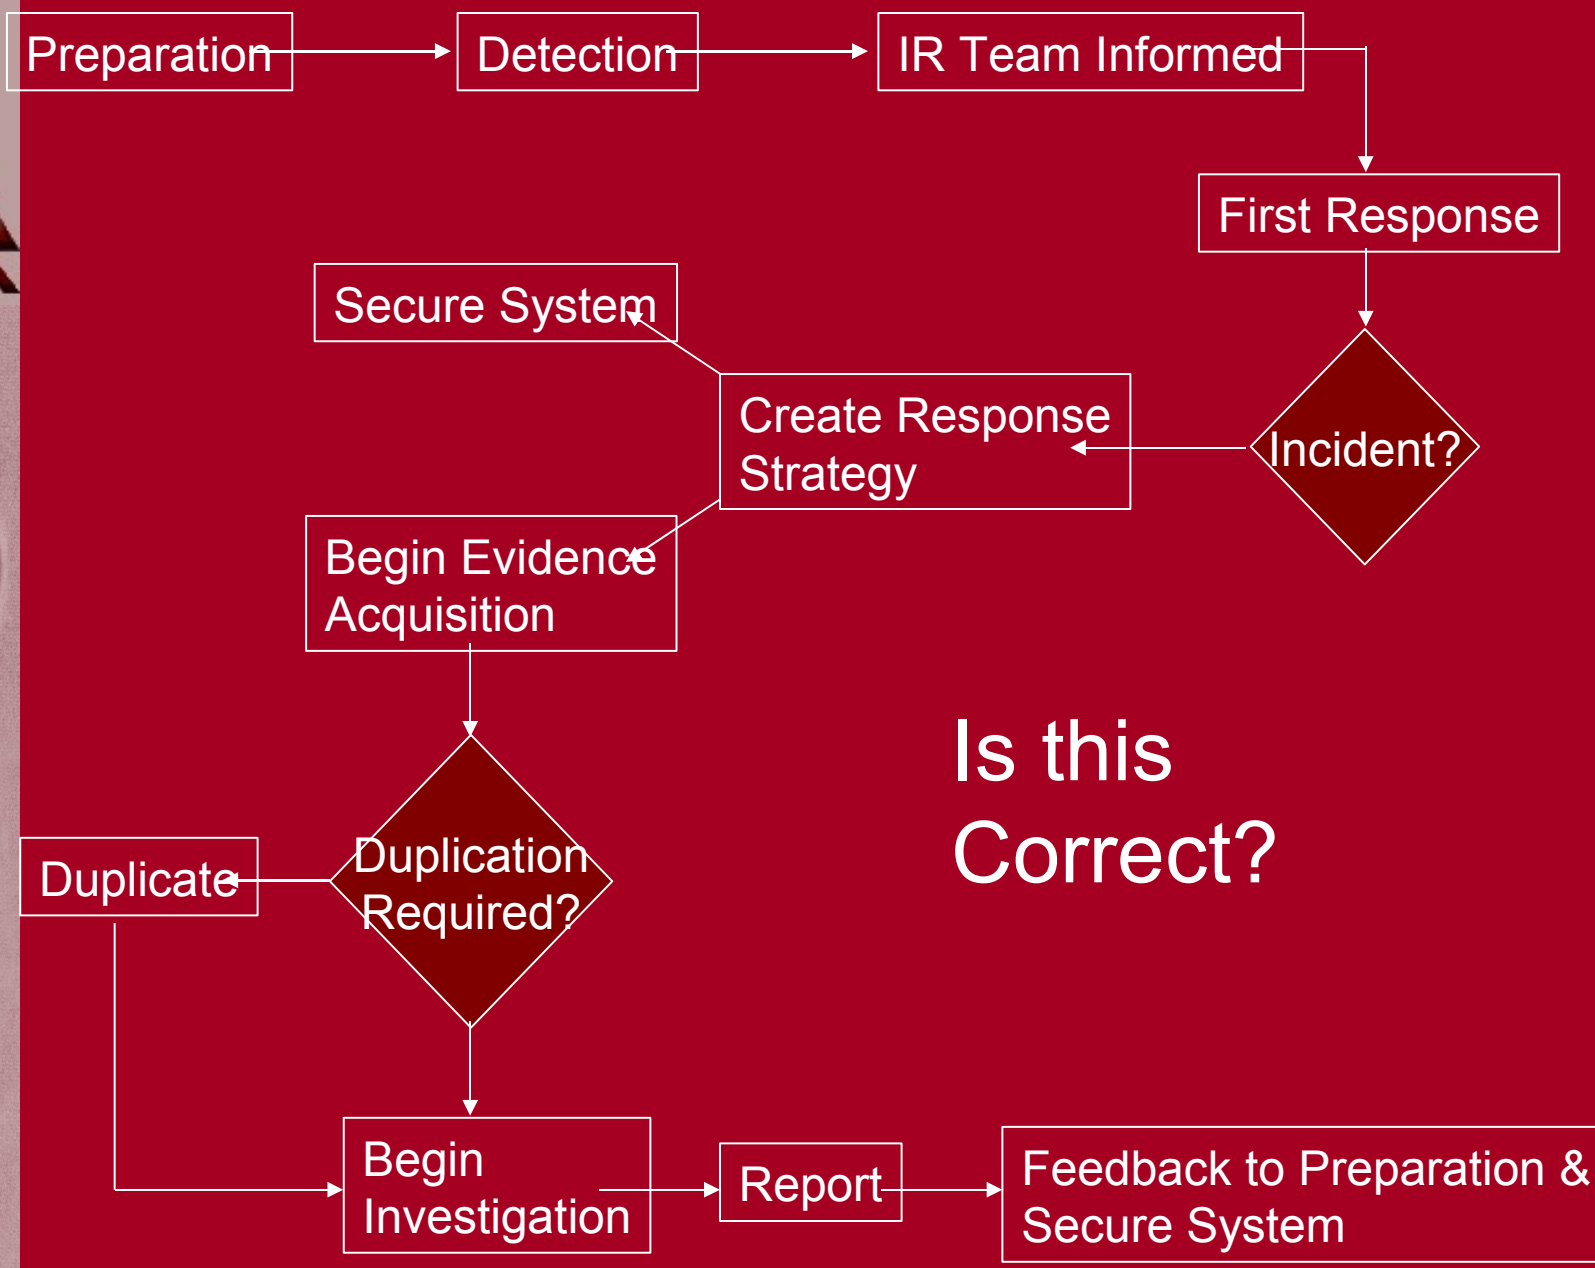 Preparation
Detection
IR Team Informed
First Response
Secure System
Create Response
Strategy
Incident?
Begin Evidence
Acquisition
Is this
Correct?
Duplication
Required?
Duplicate
Begin
Investigation
Report
Feedback to Preparation &
Secure System